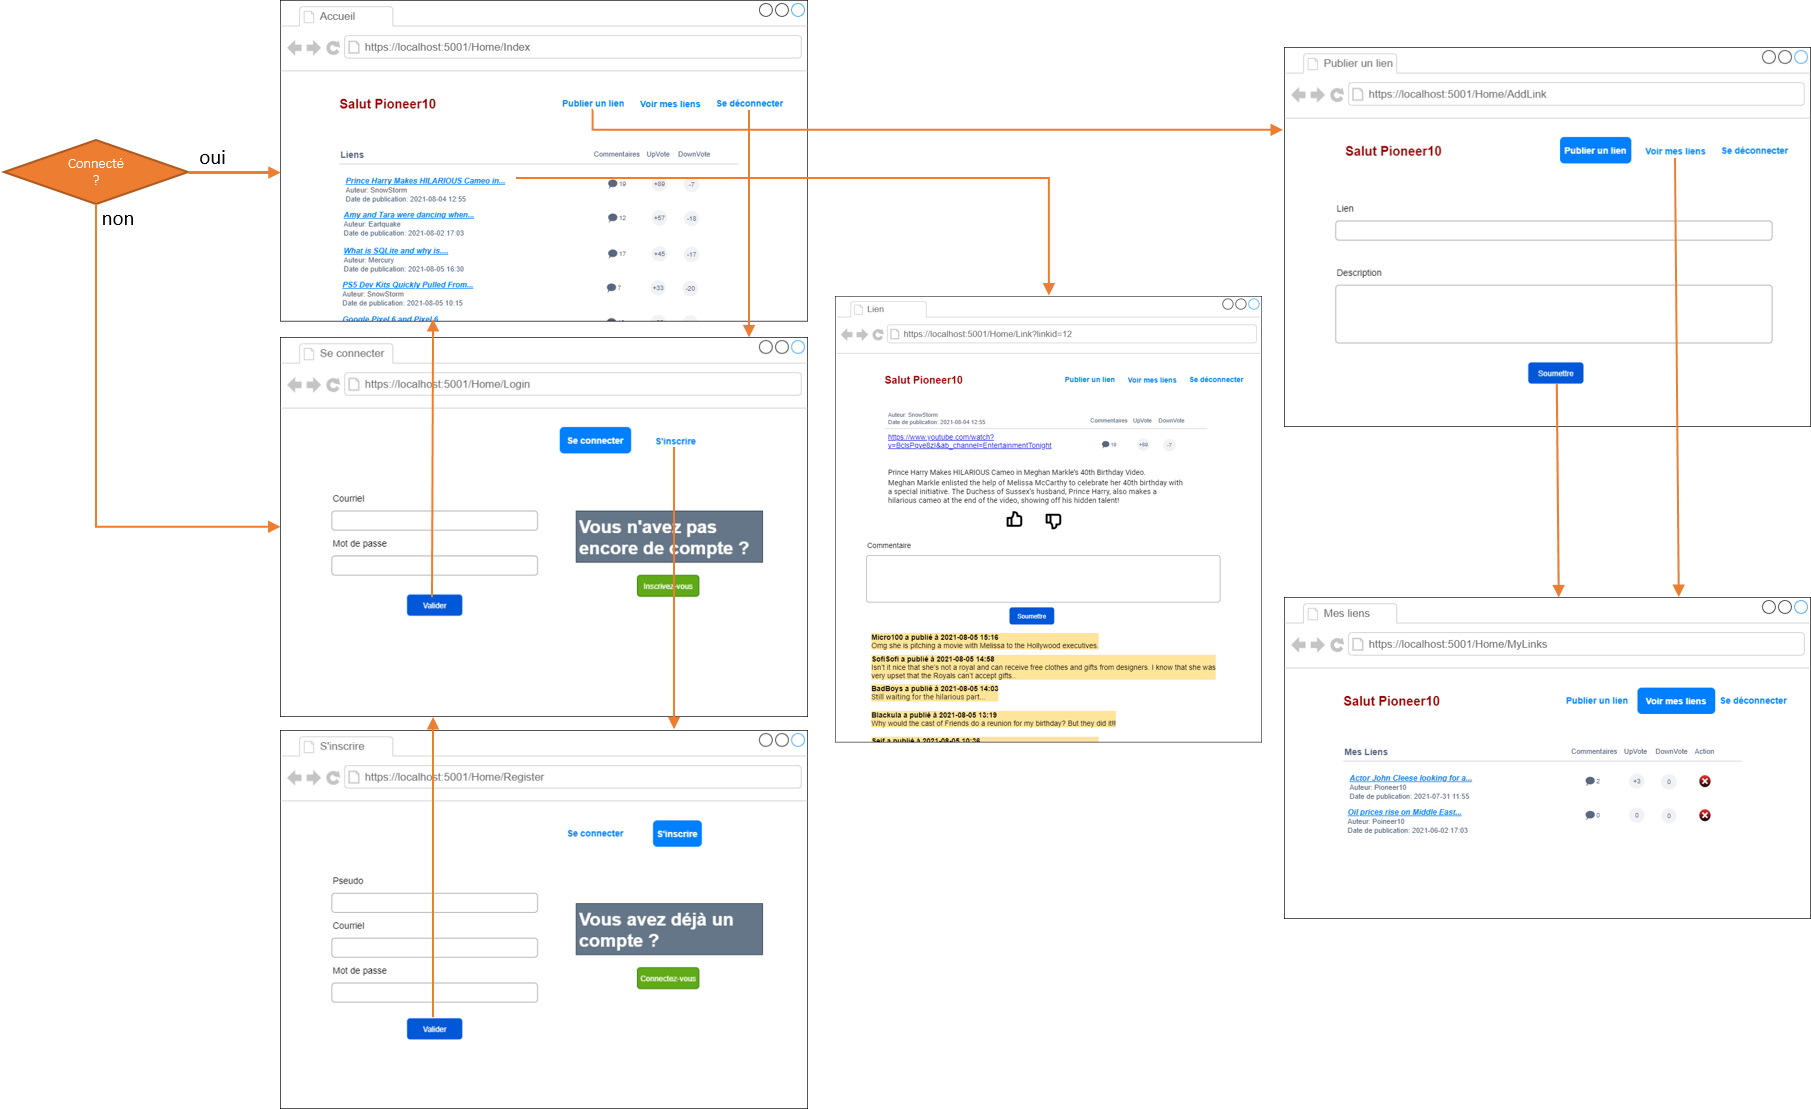 Connecté
?
oui
non
Accueil
https://localhost:5001/Home/Index
Salut Pioneer10
Publier un lien
Voir mes liens
Se déconnecter
Liens
Commentaires UpVote DownVote
Prince Harry Makes HILARIOUS Cameo in...
Auteur: SnowStorm
Date de publication: 2021-08-04 12:55
19 +89 -7
Amy and Tara were dancing when...
Auteur: Eartquake
Date de publication: 2021-08-02 17:03
12 +57 -18
What is SQLite and why is....
Auteur: Mercury
Date de publication: 2021-08-05 16:30
17 +45 -17
PS5 Dev Kits Quickly Pulled From...
Auteur: SnowStorm
Date de publication: 2021-08-05 10:15
7 +33 -20
Google Pixel 6 and Pixel 6
Se connecter
https://localhost:5001/Home/Login
Se connecter
S'inscrire
Courriel
Mot de passe
Valider
Vous n'avez pas
encore de compte ?
Inscrivez-vous
S'inscrire
https://localhost:5001/Home/Register
Se connecter
S'inscrire
Pseudo
Courriel
Mot de passe
Valider
Vous avez déjà un
compte ?
Connectez-vous
Lien
https://localhost:5001/Home/Link?linkid=12
Salut Pioneer10
Publier un lien
Voir mes liens
Se déconnecter
Auteur: SnowStorm
Date de publication: 2021-08-04 12:55
Commentaires UpVote DownVote
https://www.youtube.com/watch?
v=BclsPqve8zI&ab_channel=EntertainmentTonight
19 +89 -7
Prince Harry Makes HILARIOUS Cameo in Meghan Markle's 40th Birthday Video.
Meghan Markle enlisted the help of Melissa McCarthy to celebrate her 40th birthday with
a special initiative. The Duchess of Sussex's husband, Prince Harry, also makes a
hilarious cameo at the end of the video, showing off his hidden talent!
Commentaire
Soumettre
Micro100 a publié à 2021-08-05 15:16
Omg she is pitching a movie with Melissa to the Hollywood executives.
SofiSofi a publié à 2021-08-05 14:58
Isn't it nice that she's not a royal and can receive free clothes and gifts from designers. I know that she was
very upset that the Royals can't accept gifts..
BadBoys a publié à 2021-08-05 14:03
Still waiting for the hilarious part...
Blackula a publié à 2021-08-05 13:19
Why would the cast of Friends do a reunion for my birthday? But they did it!!
Seif a publié à 2021-08-05 10:36
Publier un lien
https://localhost:5001/Home/AddLink
Salut Pioneer10
Publier un lien
Voir mes liens
Se déconnecter
Lien
Description
Soumettre
Mes liens
https://localhost:5001/Home/MyLinks
Salut Pioneer10
Publier un lien
Voir mes liens
Se déconnecter
Mes Liens
Commentaires UpVote DownVote Action
Actor John Cleese looking for a...
Auteur: Pioneer10
Date de publication: 2021-07-31 11:55
2 +3 0
Oil prices rise on Middle East...
Auteur: Poineer10
Date de publication: 2021-06-02 17:03
0 0 0